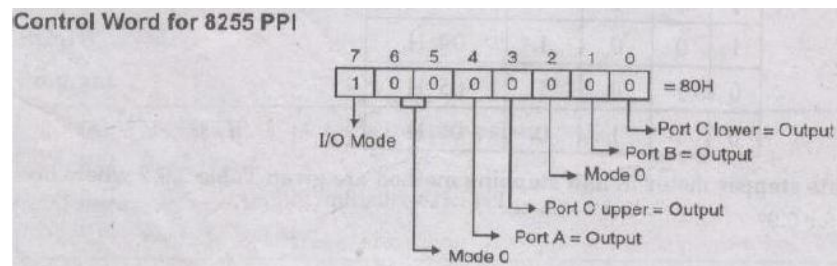 Control Word for 8255 PPI
7 6 5 4 3 2 1 0
1 0 0 0 0 0 0 0 = 80H
I/O Mode
Port C lower = Output
Port B = Output
Mode 0
Port C upper = Output
Port A = Output
Mode 0